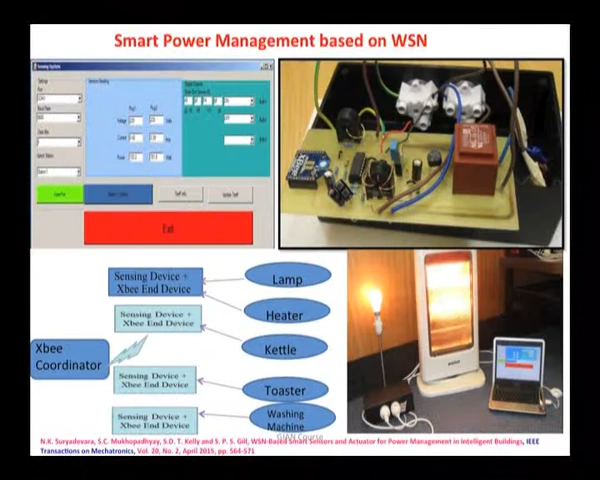 Smart Power Management based on WSN
Exit
Sensing Device +
Xbee End Device
Lamp
Heater
Sensing Device +
Xbee End Device
Kettle
Xbee
Coordinator
Sensing Device +
Xbee End Device
Toaster
Sensing Device +
Xbee End Device
Washing
Machine
GIAN Course
N.K. Suryadevara, S.C. Mukhopadhyay, S.D. T. Kelly and S. P. S. Gill, WSN-Based Smart Sensors and Actuator for Power Management in Intelligent Buildings, IEEE
Transactions on Mechatronics, Vol. 20, No. 2, April 2015, pp. 564-571